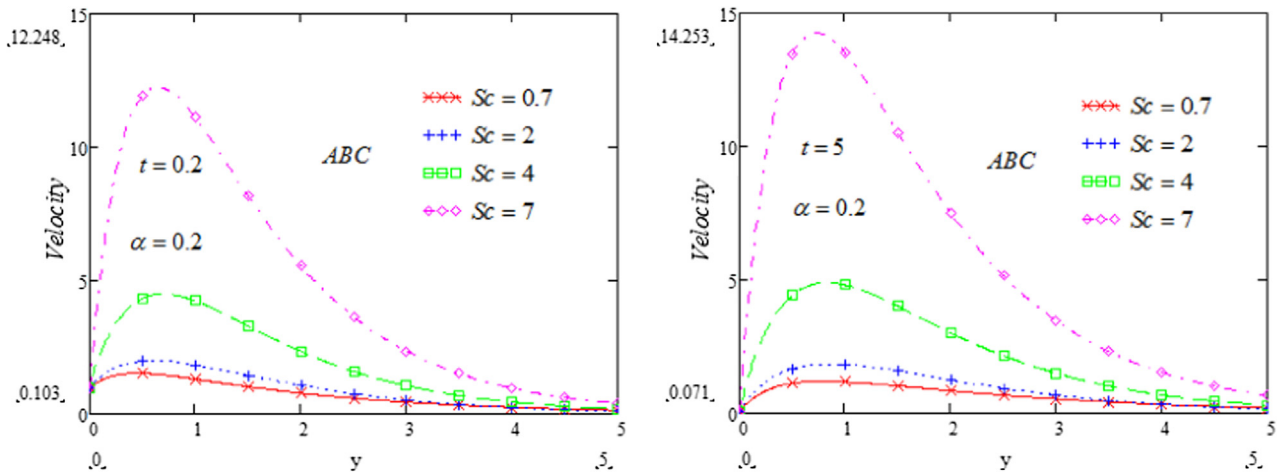 15
12.248
10
Velocity
5
0.103
0
t = 0.2
α = 0.2
ABC
Sc = 0.7
Sc = 2
Sc = 4
Sc = 7
0 1 2 3 4 5
0 y 5
15
14.253
10
Velocity
5
0.071
0
t = 5
α = 0.2
ABC
Sc = 0.7
Sc = 2
Sc = 4
Sc = 7
0 1 2 3 4 5
0 y 5